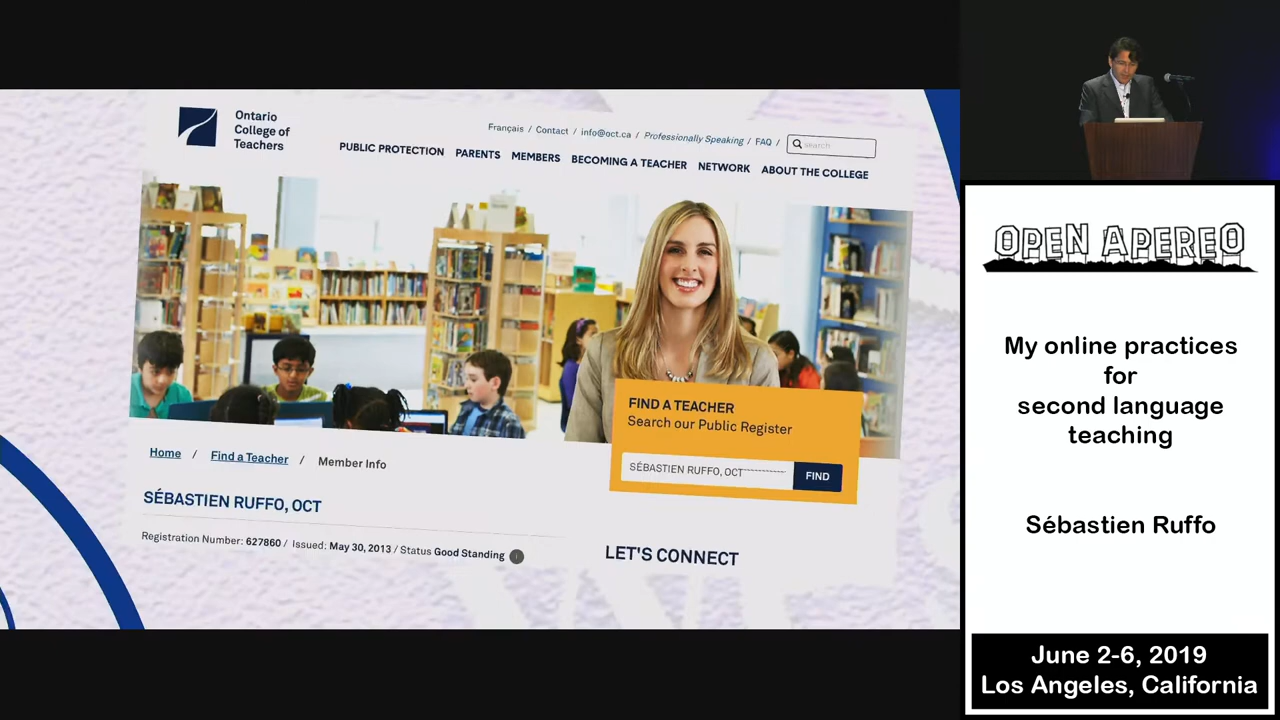 Ontario
College of
Teachers
Français / Contact / info@oct.ca / Professionally Speaking / FAQ /
search
PUBLIC PROTECTION PARENTS MEMBERS BECOMING A TEACHER NETWORK ABOUT THE COLLEGE
FIND A TEACHER
Search our Public Register
SÉBASTIEN RUFFO, OCT
FIND
Home / Find a Teacher / Member Info
SÉBASTIEN RUFFO, OCT
Registration Number: 627860 / Issued: May 30, 2013 / Status Good Standing
LET'S CONNECT
OPEN APEREO
My online practices
for
second language
teaching
Sébastien Ruffo
June 2-6, 2019
Los Angeles, California